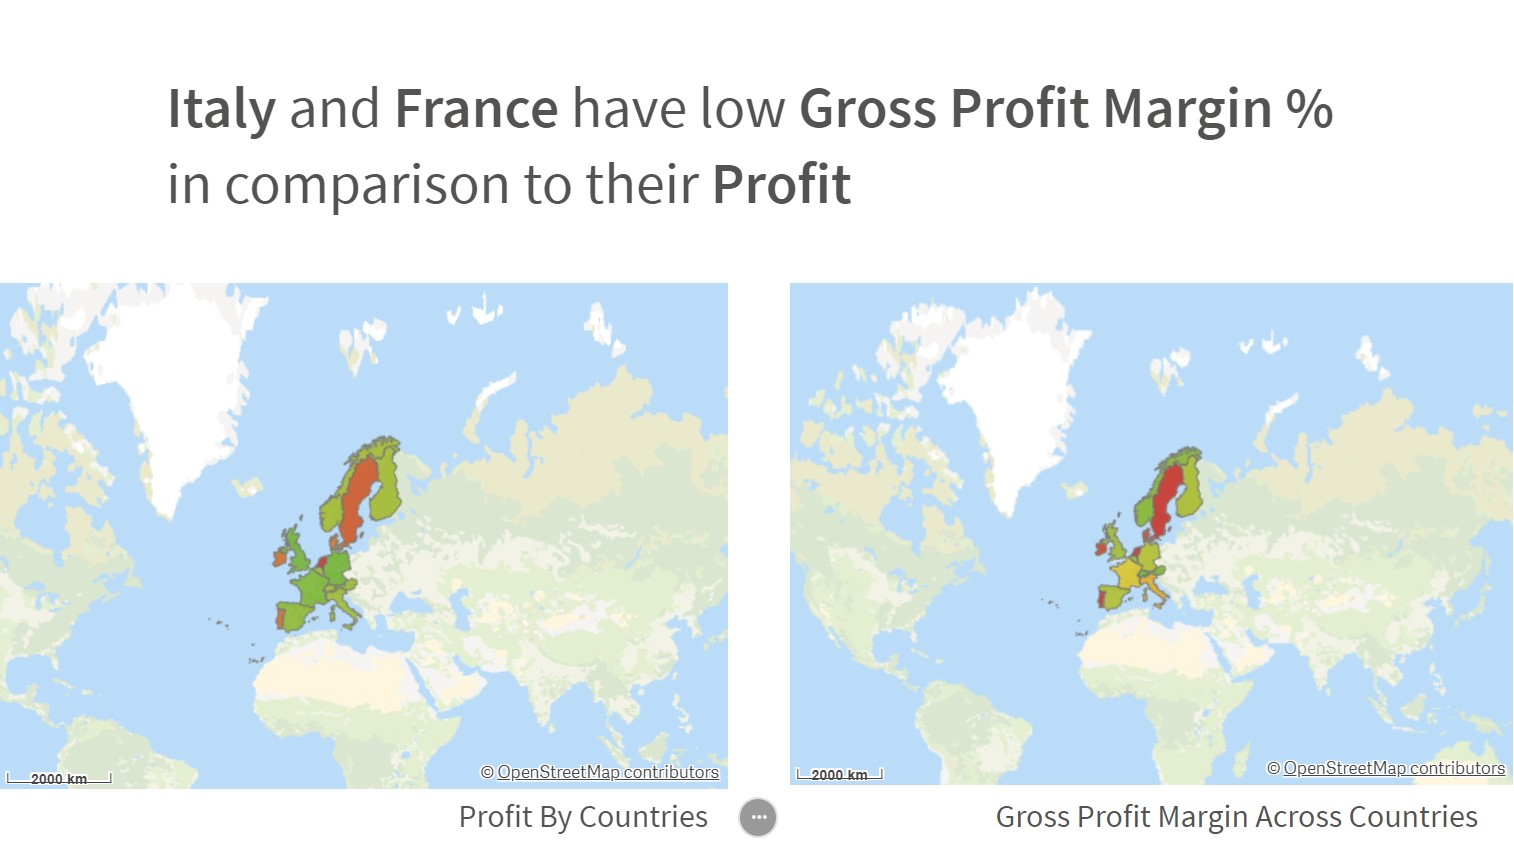 Italy and France have low Gross Profit Margin %
in comparison to their Profit
2000 km
© OpenStreetMap contributors
2000 km
© OpenStreetMap contributors
Profit By Countries
Gross Profit Margin Across Countries